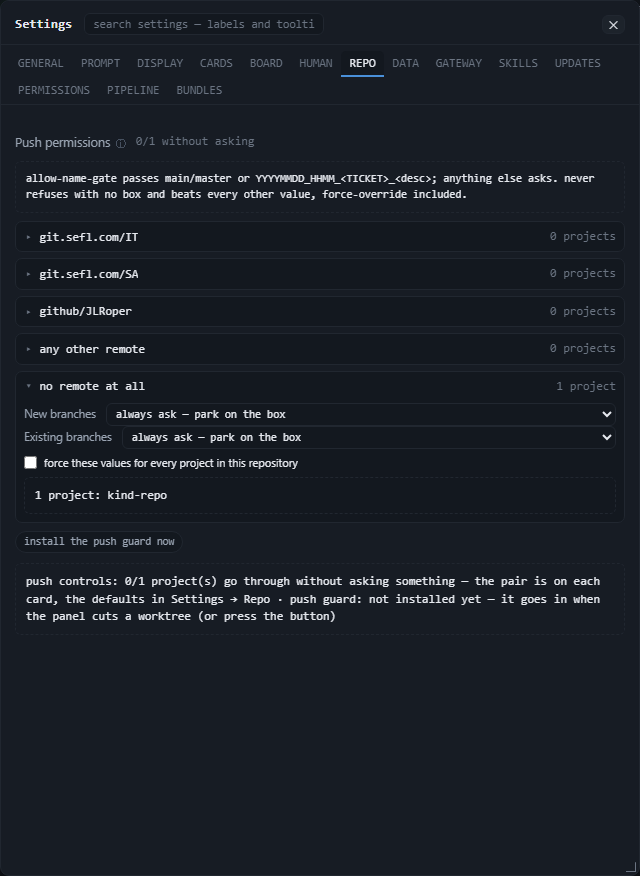 Settings
search settings — labels and toolti
GENERAL PROMPT DISPLAY CARDS BOARD HUMAN REPO DATA GATEWAY SKILLS UPDATES
PERMISSIONS PIPELINE BUNDLES
Push permissions ⓘ 0/1 without asking
allow-name-gate passes main/master or YYYYMMDD_HHMM_<TICKET>_<desc>; anything else asks. never
refuses with no box and beats every other value, force-override included.
git.sefl.com/IT 0 projects
git.sefl.com/SA 0 projects
github/JLRoper 0 projects
any other remote 0 projects
no remote at all 1 project
New branches always ask — park on the box
Existing branches always ask — park on the box
force these values for every project in this repository
1 project: kind-repo
install the push guard now
push controls: 0/1 project(s) go through without asking something — the pair is on each
card, the defaults in Settings → Repo · push guard: not installed yet — it goes in when
the panel cuts a worktree (or press the button)